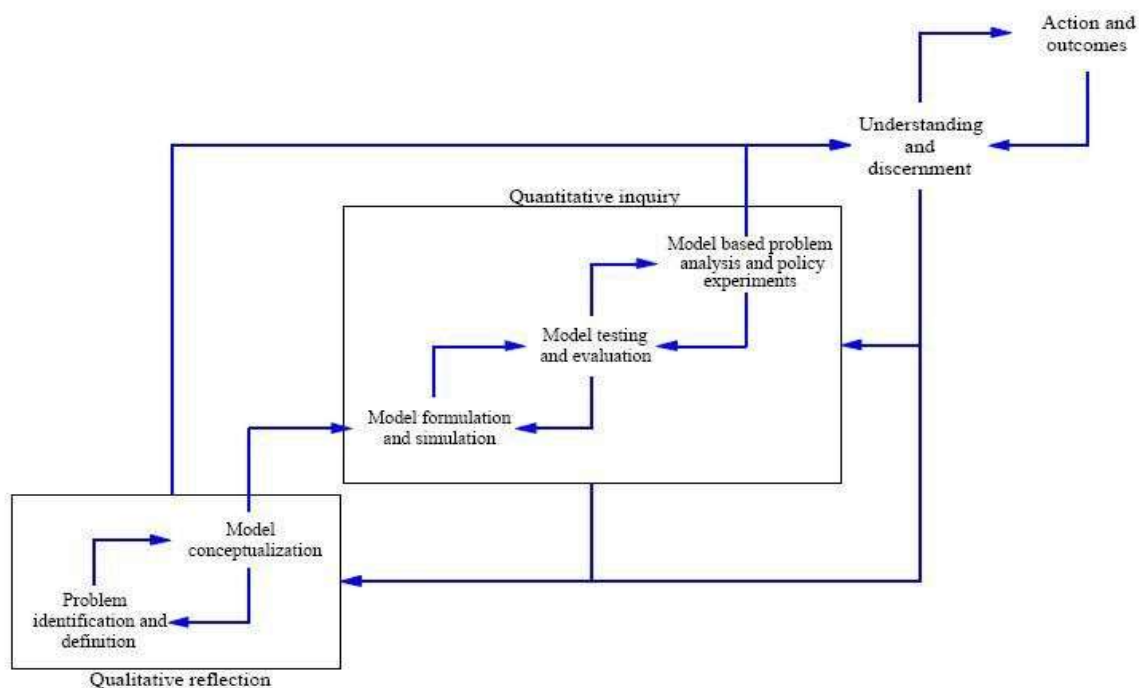 Action and
outcomes
Understanding
and
discernment
Quantitative inquiry
Model based problem
analysis and policy
experiments
Model testing
and evaluation
Model formulation
and simulation
Model
conceptualization
Problem
identification and
definition
Qualitative reflection